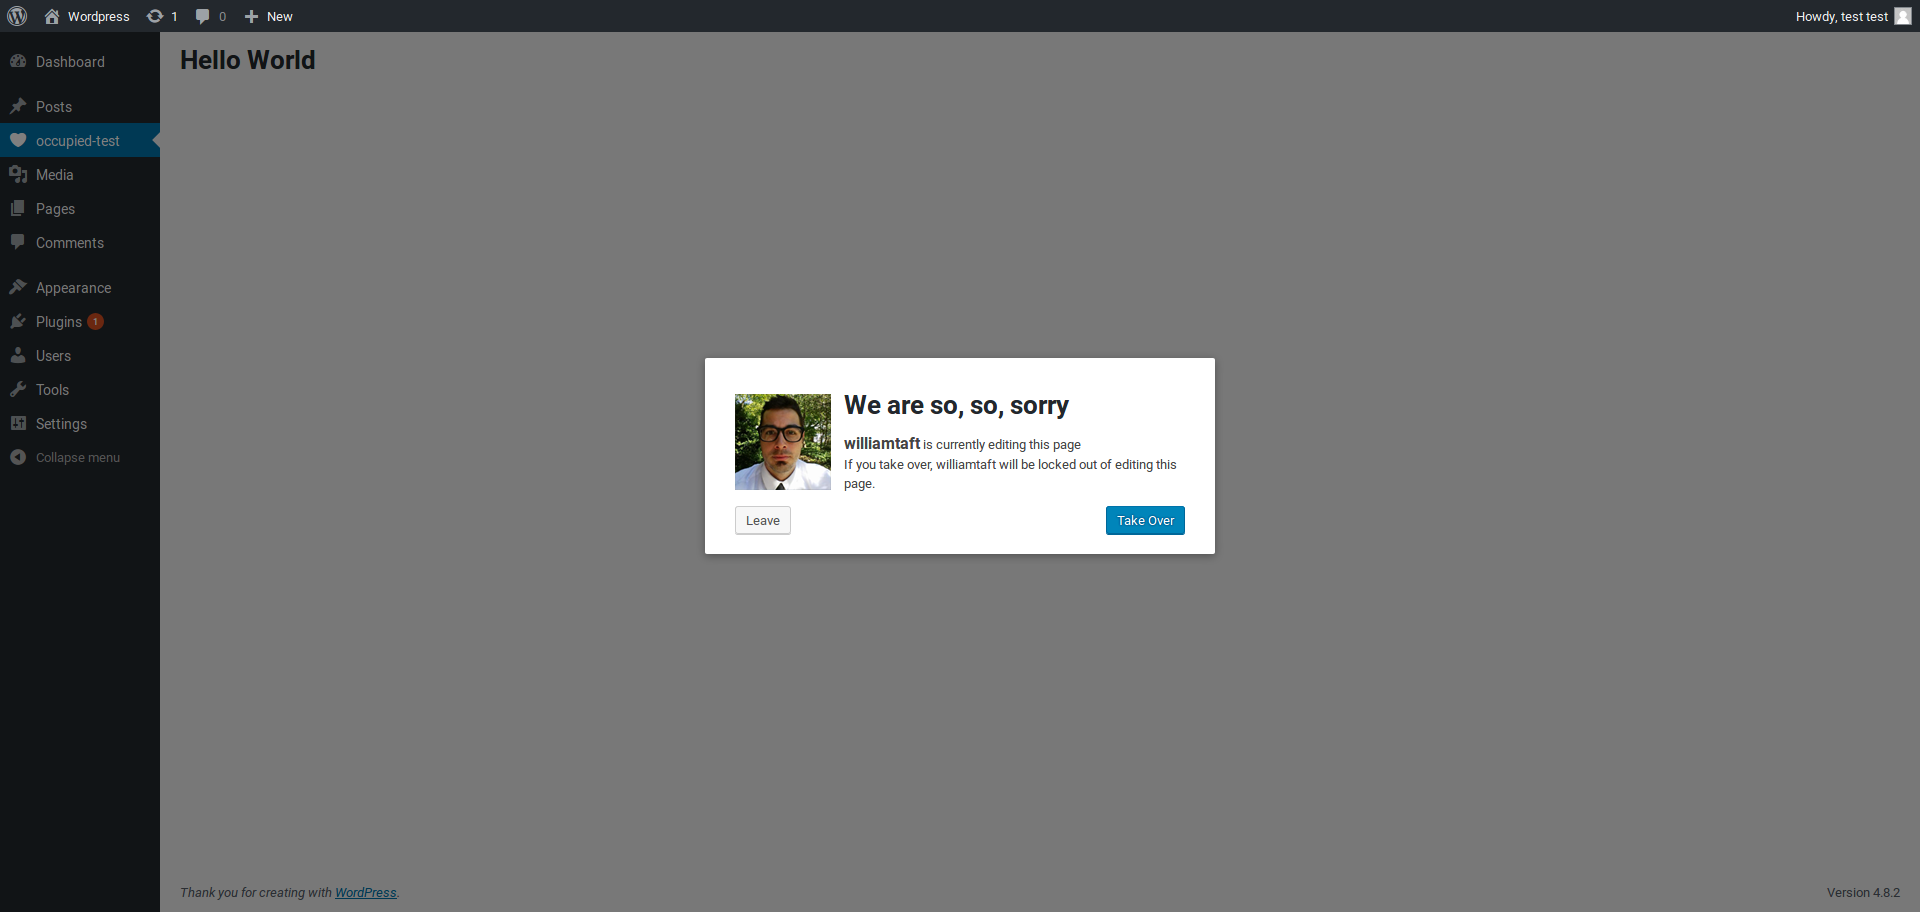 Wordpress 1 0 New Howdy, test test
Dashboard
Posts
occupied-test
Media
Pages
Comments
Appearance
Plugins 1
Users
Tools
Settings
Collapse menu
Hello World
We are so, so, sorry
williamtaft is currently editing this page
If you take over, williamtaft will be locked out of editing this
page.
Leave Take Over
Thank you for creating with WordPress. Version 4.8.2